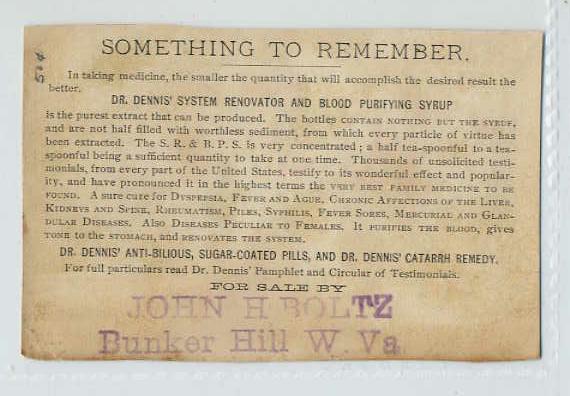 SOMETHING TO REMEMBER.
In taking medicine, the smaller the quantity that will accomplish the desired result the
better.
DR. DENNIS' SYSTEM RENOVATOR AND BLOOD PURIFYING SYRUP
is the purest extract that can be produced. The bottles CONTAIN NOTHING BUT THE SYRUP,
and are not half filled with worthless sediment, from which every particle of virtue has
been extracted. The S. R. & B. P. S. is very concentrated; a half tea-spoonful to a tea-
spoonful being a sufficient quantity to take at one time. Thousands of unsolicited testi-
monials, from every part of the United States, testify to its wonderful effect and popular-
ity, and have pronounced it in the highest terms the VERY BEST FAMILY MEDICINE TO BE
FOUND. A sure cure for DYSPEPSIA, FEVER AND AGUE, CHRONIC AFFECTIONS OF THE LIVER,
KIDNEYS AND SPINE, RHEUMATISM, PILES, SYPHILIS, FEVER SORES, MERCURIAL AND GLAN-
DULAR DISEASES. Also DISEASES PECULIAR TO FEMALES. IT PURIFIES THE BLOOD, gives
TONE to the STOMACH, and RENOVATES THE SYSTEM.
DR. DENNIS' ANTI-BILIOUS, SUGAR-COATED PILLS, AND DR. DENNIS' CATARRH REMEDY.
For full particulars read Dr. Dennis' Pamphlet and Circular of Testimonials.
FOR SALE BY
JOHN H BOLTZ
Bunker Hill W. Va